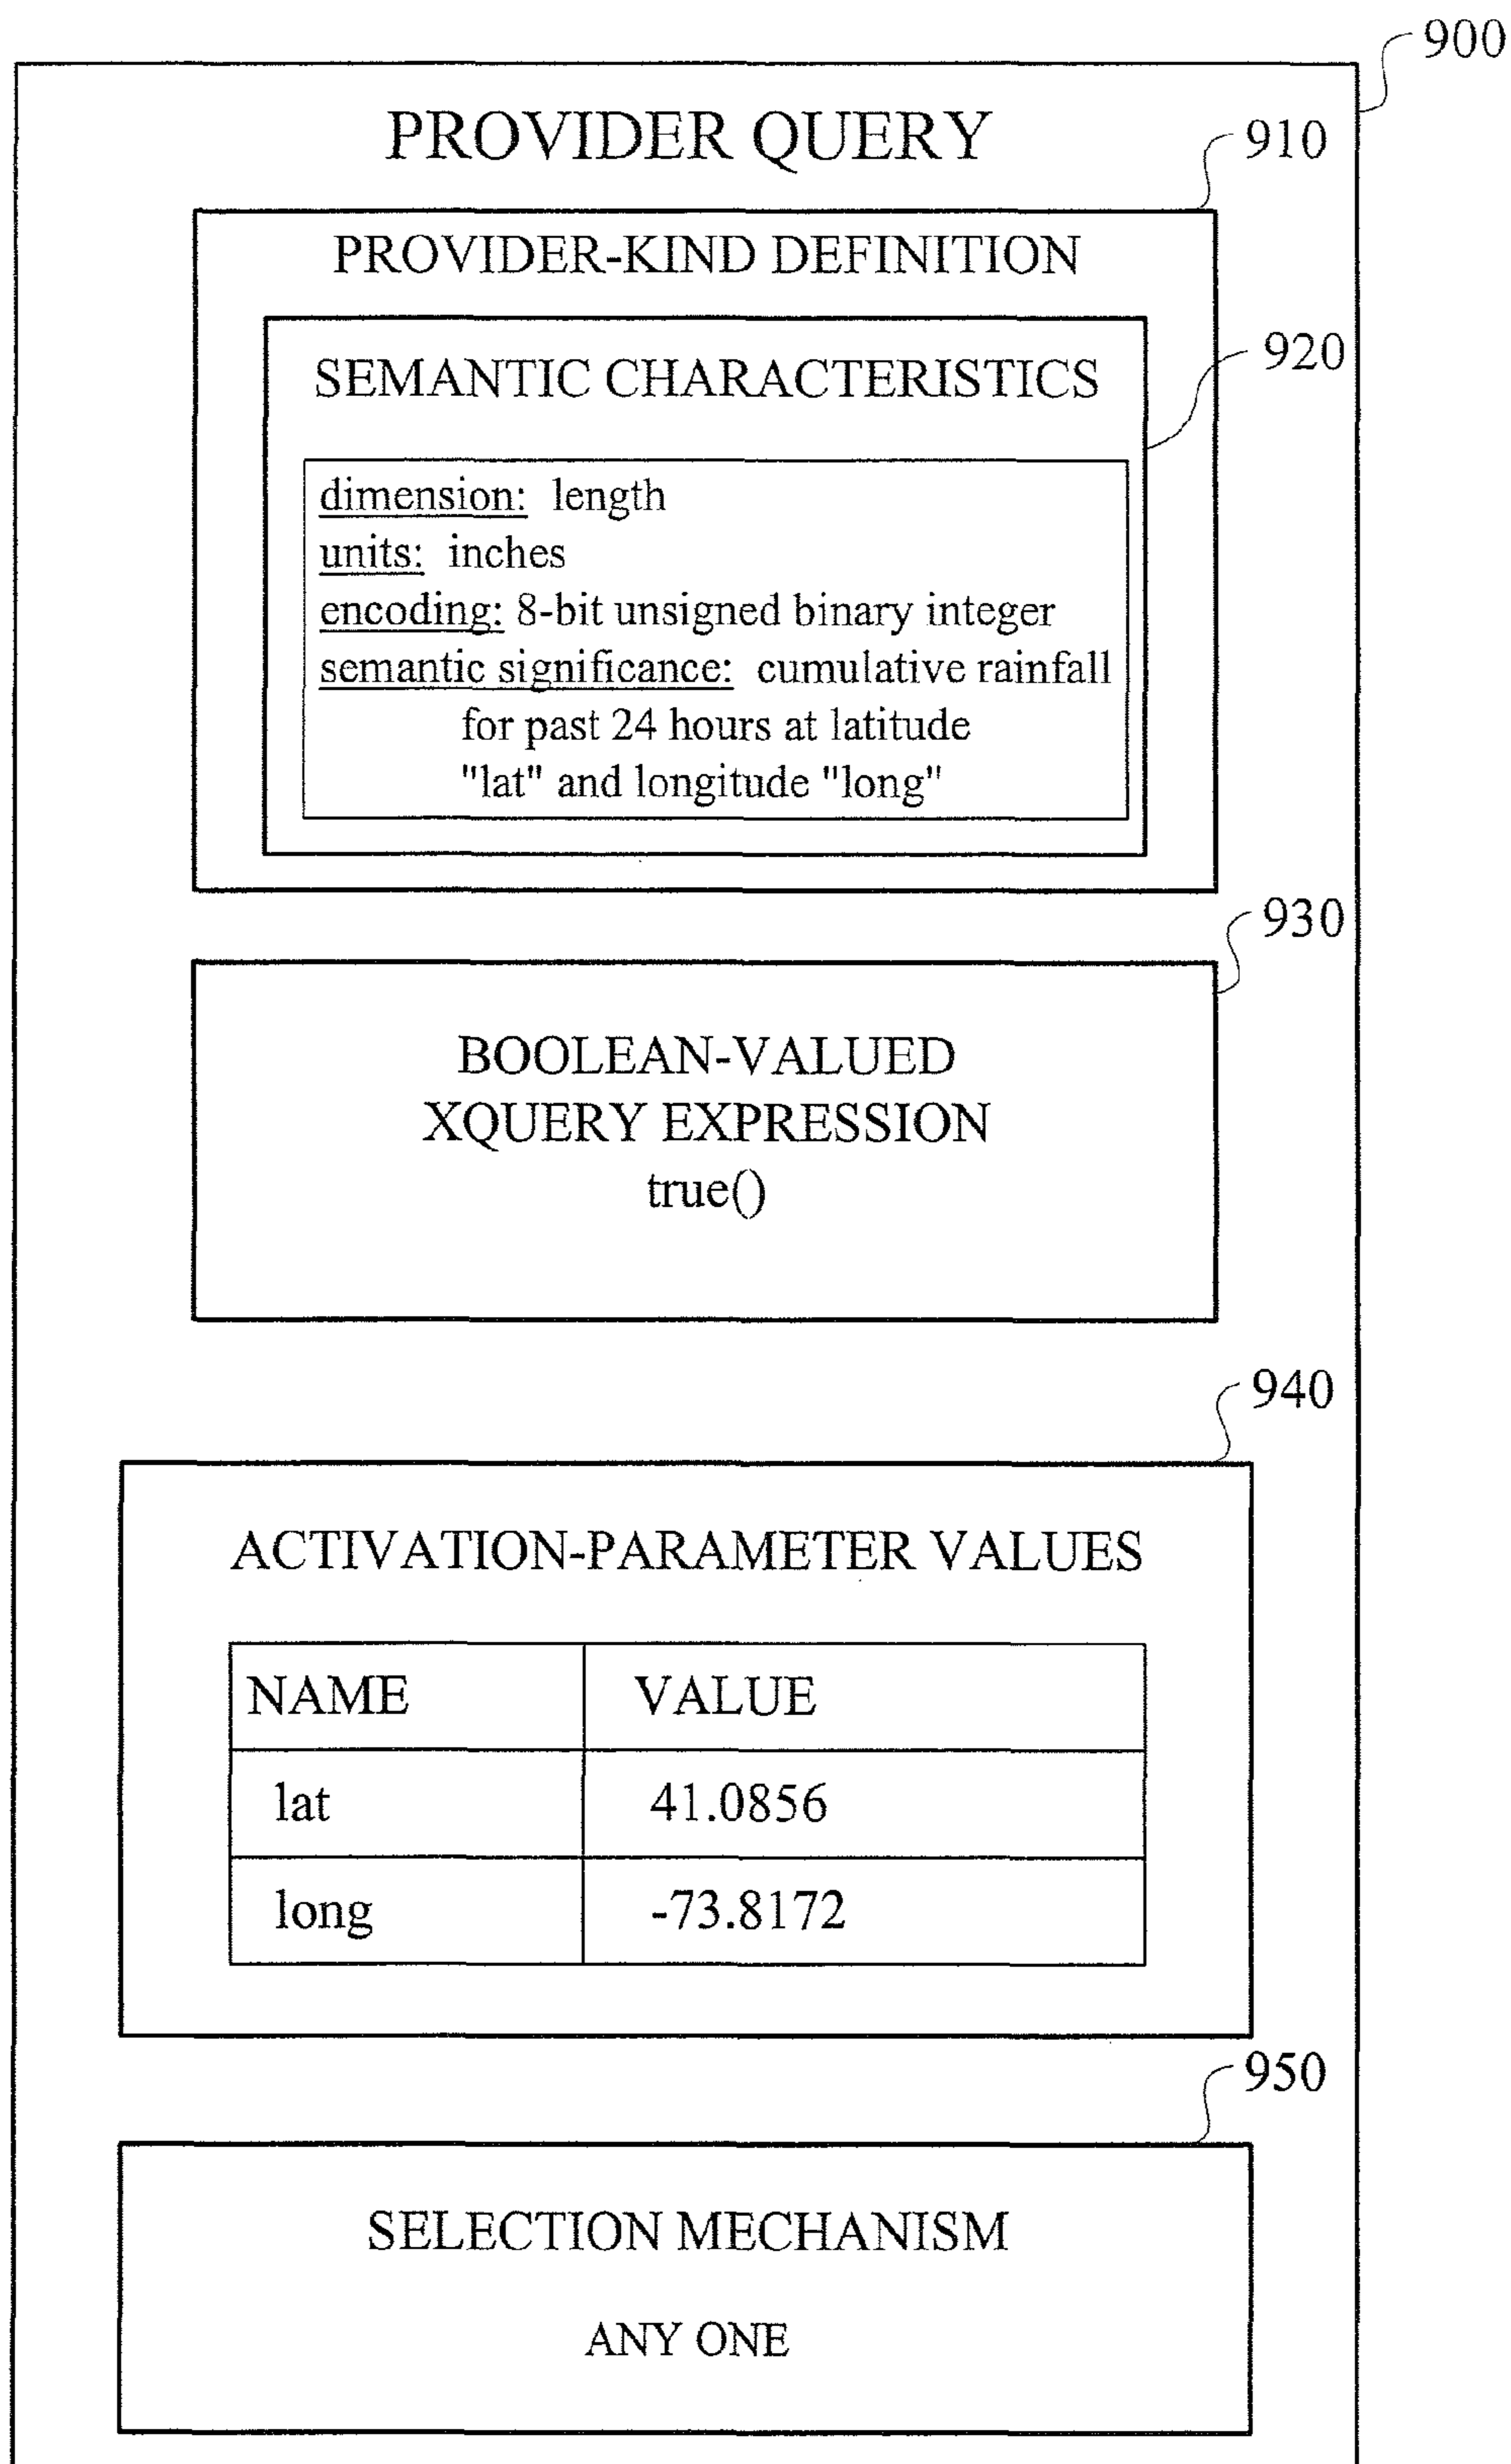 900
PROVIDER QUERY
910
PROVIDER-KIND DEFINITION
920
SEMANTIC CHARACTERISTICS
dimension: length
units: inches
encoding: 8-bit unsigned binary integer
semantic significance: cumulative rainfall
for past 24 hours at latitude
"lat" and longitude "long"
930
BOOLEAN-VALUED
XQUERY EXPRESSION
true()
940
ACTIVATION-PARAMETER VALUES
NAME VALUE
lat 41.0856
long -73.8172
950
SELECTION MECHANISM
ANY ONE